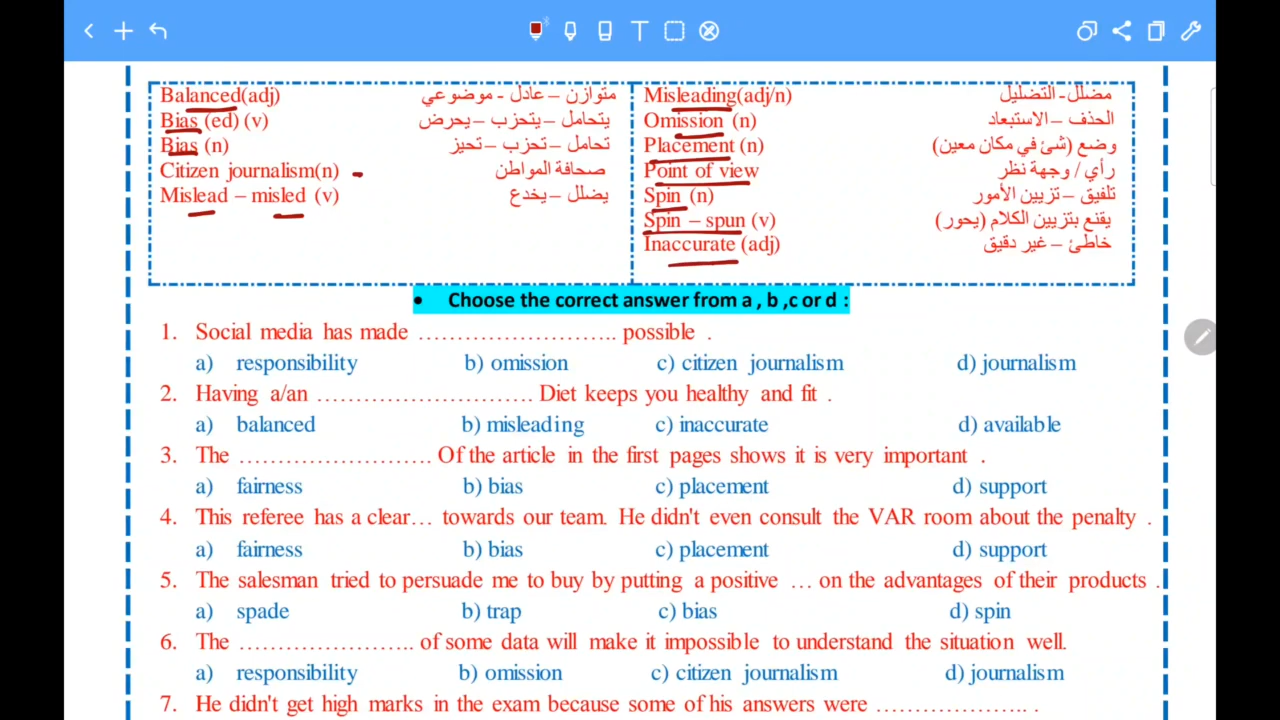 Balanced(adj) متوازن – عادل - موضوعي
Bias (ed) (v) يتحامل – يتحزب – يحرض
Bias (n) تحامل – تحزب – تحيز
Citizen journalism(n) صحافة المواطن
Mislead – misled (v) يضلل – يخدع
Misleading(adj/n) مضلل- التضليل
Omission (n) الحذف – الاستبعاد
Placement (n) وضع (شئ في مكان معين)
Point of view رأي / وجهة نظر
Spin (n) تلفيق – تزيين الأمور
Spin – spun (v) يقنع بتزيين الكلام (يحور)
Inaccurate (adj) خاطئ – غير دقيق
• Choose the correct answer from a , b ,c or d :
1. Social media has made ………………………….. possible .
a) responsibility b) omission c) citizen journalism d) journalism
2. Having a/an ………………………. Diet keeps you healthy and fit .
a) balanced b) misleading c) inaccurate d) available
3. The ……………………. Of the article in the first pages shows it is very important .
a) fairness b) bias c) placement d) support
4. This referee has a clear… towards our team. He didn't even consult the VAR room about the penalty .
a) fairness b) bias c) placement d) support
5. The salesman tried to persuade me to buy by putting a positive … on the advantages of their products .
a) spade b) trap c) bias d) spin
6. The ………………….. of some data will make it impossible to understand the situation well.
a) responsibility b) omission c) citizen journalism d) journalism
7. He didn't get high marks in the exam because some of his answers were ……………….. .